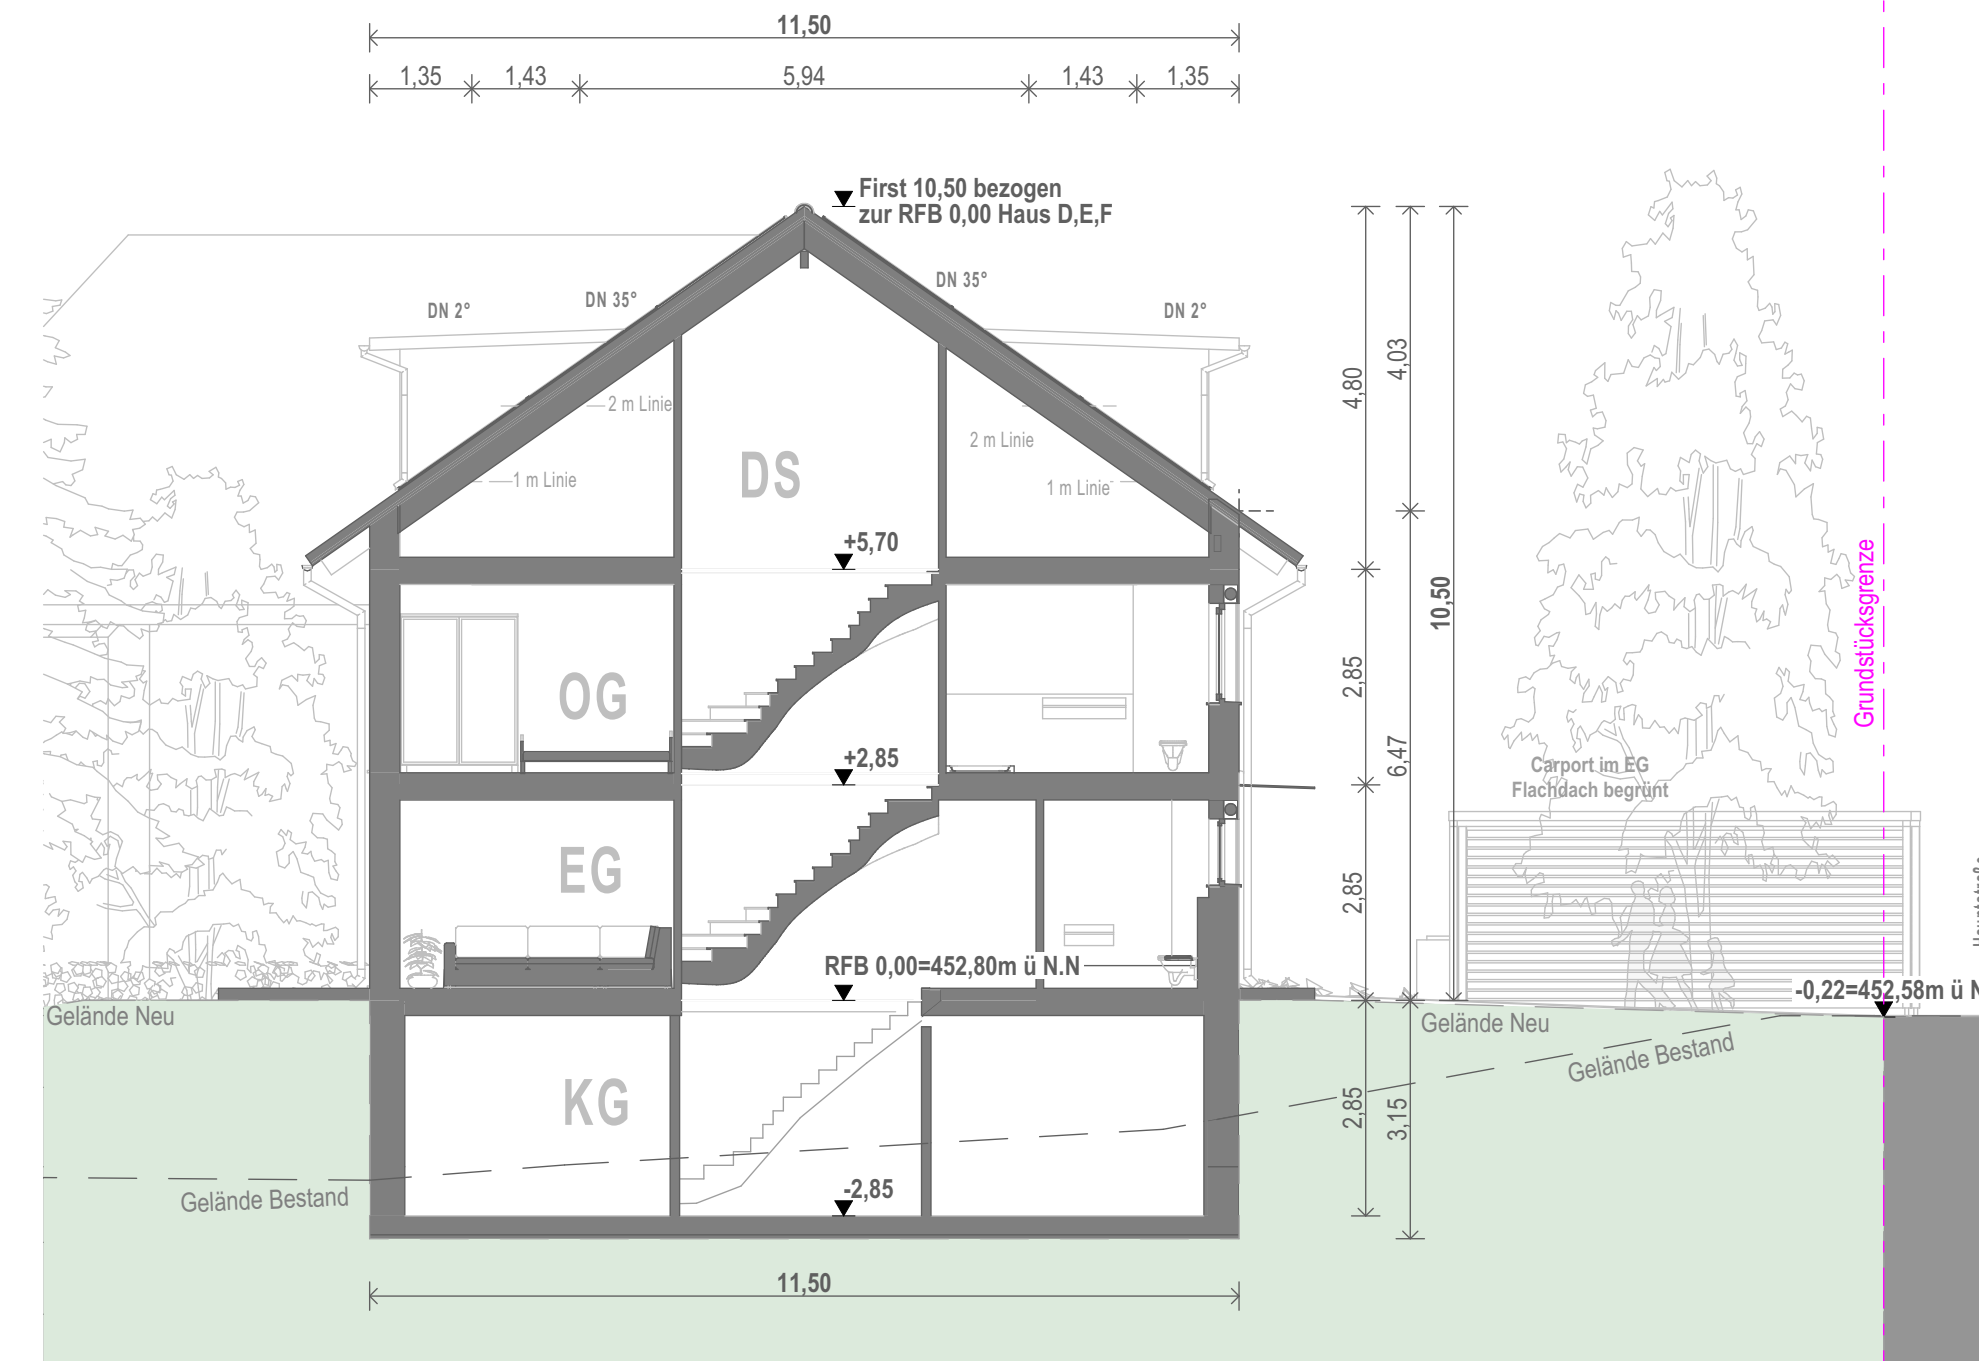 11,50
1,35
1,43
5,94
1,43
1,35
First 10,50 bezogen
zur RFB 0,00 Haus D,E,F
DN 2°
DN 35°
DN 35°
DN 2°
4,80
4,03
2 m Linie
2 m Linie
1 m Linie
1 m Linie
DS
+5,70
10,50
Grundstücksgrenze
OG
2,85
+2,85
6,47
Carport im EG
Flachdach begrünt
EG
2,85
RFB 0,00=452,80m ü N.N
-0,22=452,58m ü N
Gelände Neu
Gelände Neu
Gelände Bestand
KG
2,85
3,15
-2,85
Gelände Bestand
11,50